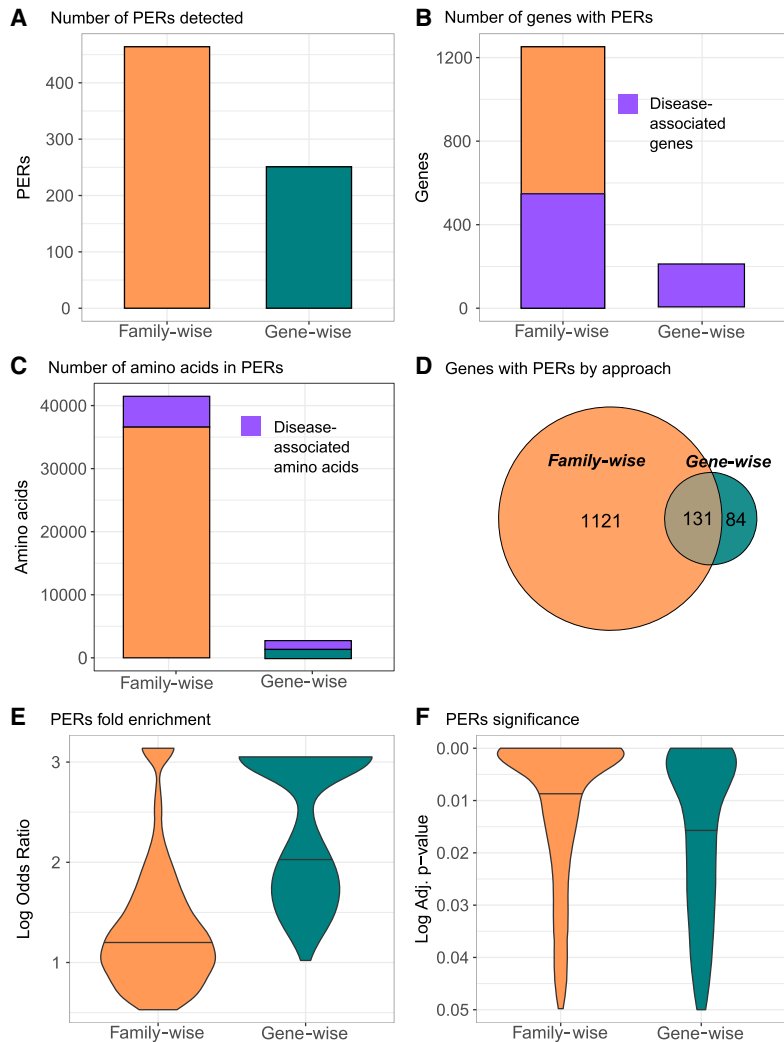 A Number of PERs detected
400
300
200
100
0
PERs
Family-wise Gene-wise
B Number of genes with PERs
1200
800
400
0
Genes
Disease-
associated
genes
Family-wise Gene-wise
C Number of amino acids in PERs
40000
30000
20000
10000
0
Amino acids
Disease-
associated
amino acids
Family-wise Gene-wise
D Genes with PERs by approach
Family-wise Gene-wise
1121 131 84
E PERs fold enrichment
3
2
1
Log Odds Ratio
Family-wise Gene-wise
F PERs significance
0.00
0.01
0.02
0.03
0.04
0.05
Log Adj. p-value
Family-wise Gene-wise